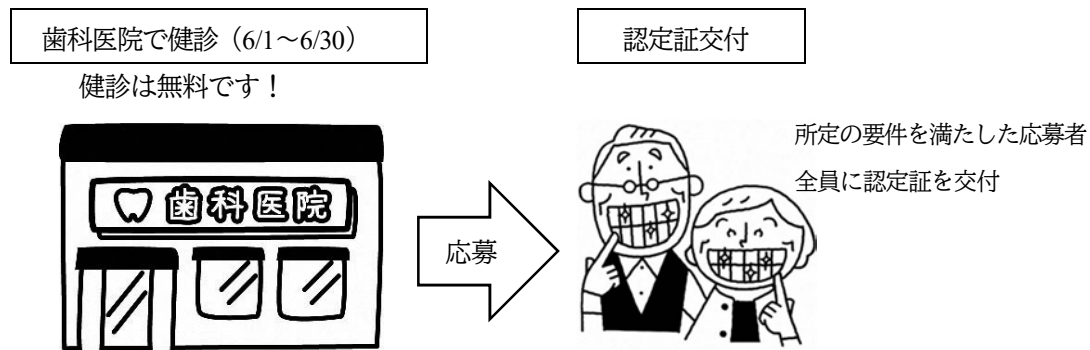 歯科医院で健診（6/1～6/30）
健診は無料です！
歯科医院
応募
認定証交付
所定の要件を満たした応募者
全員に認定証を交付